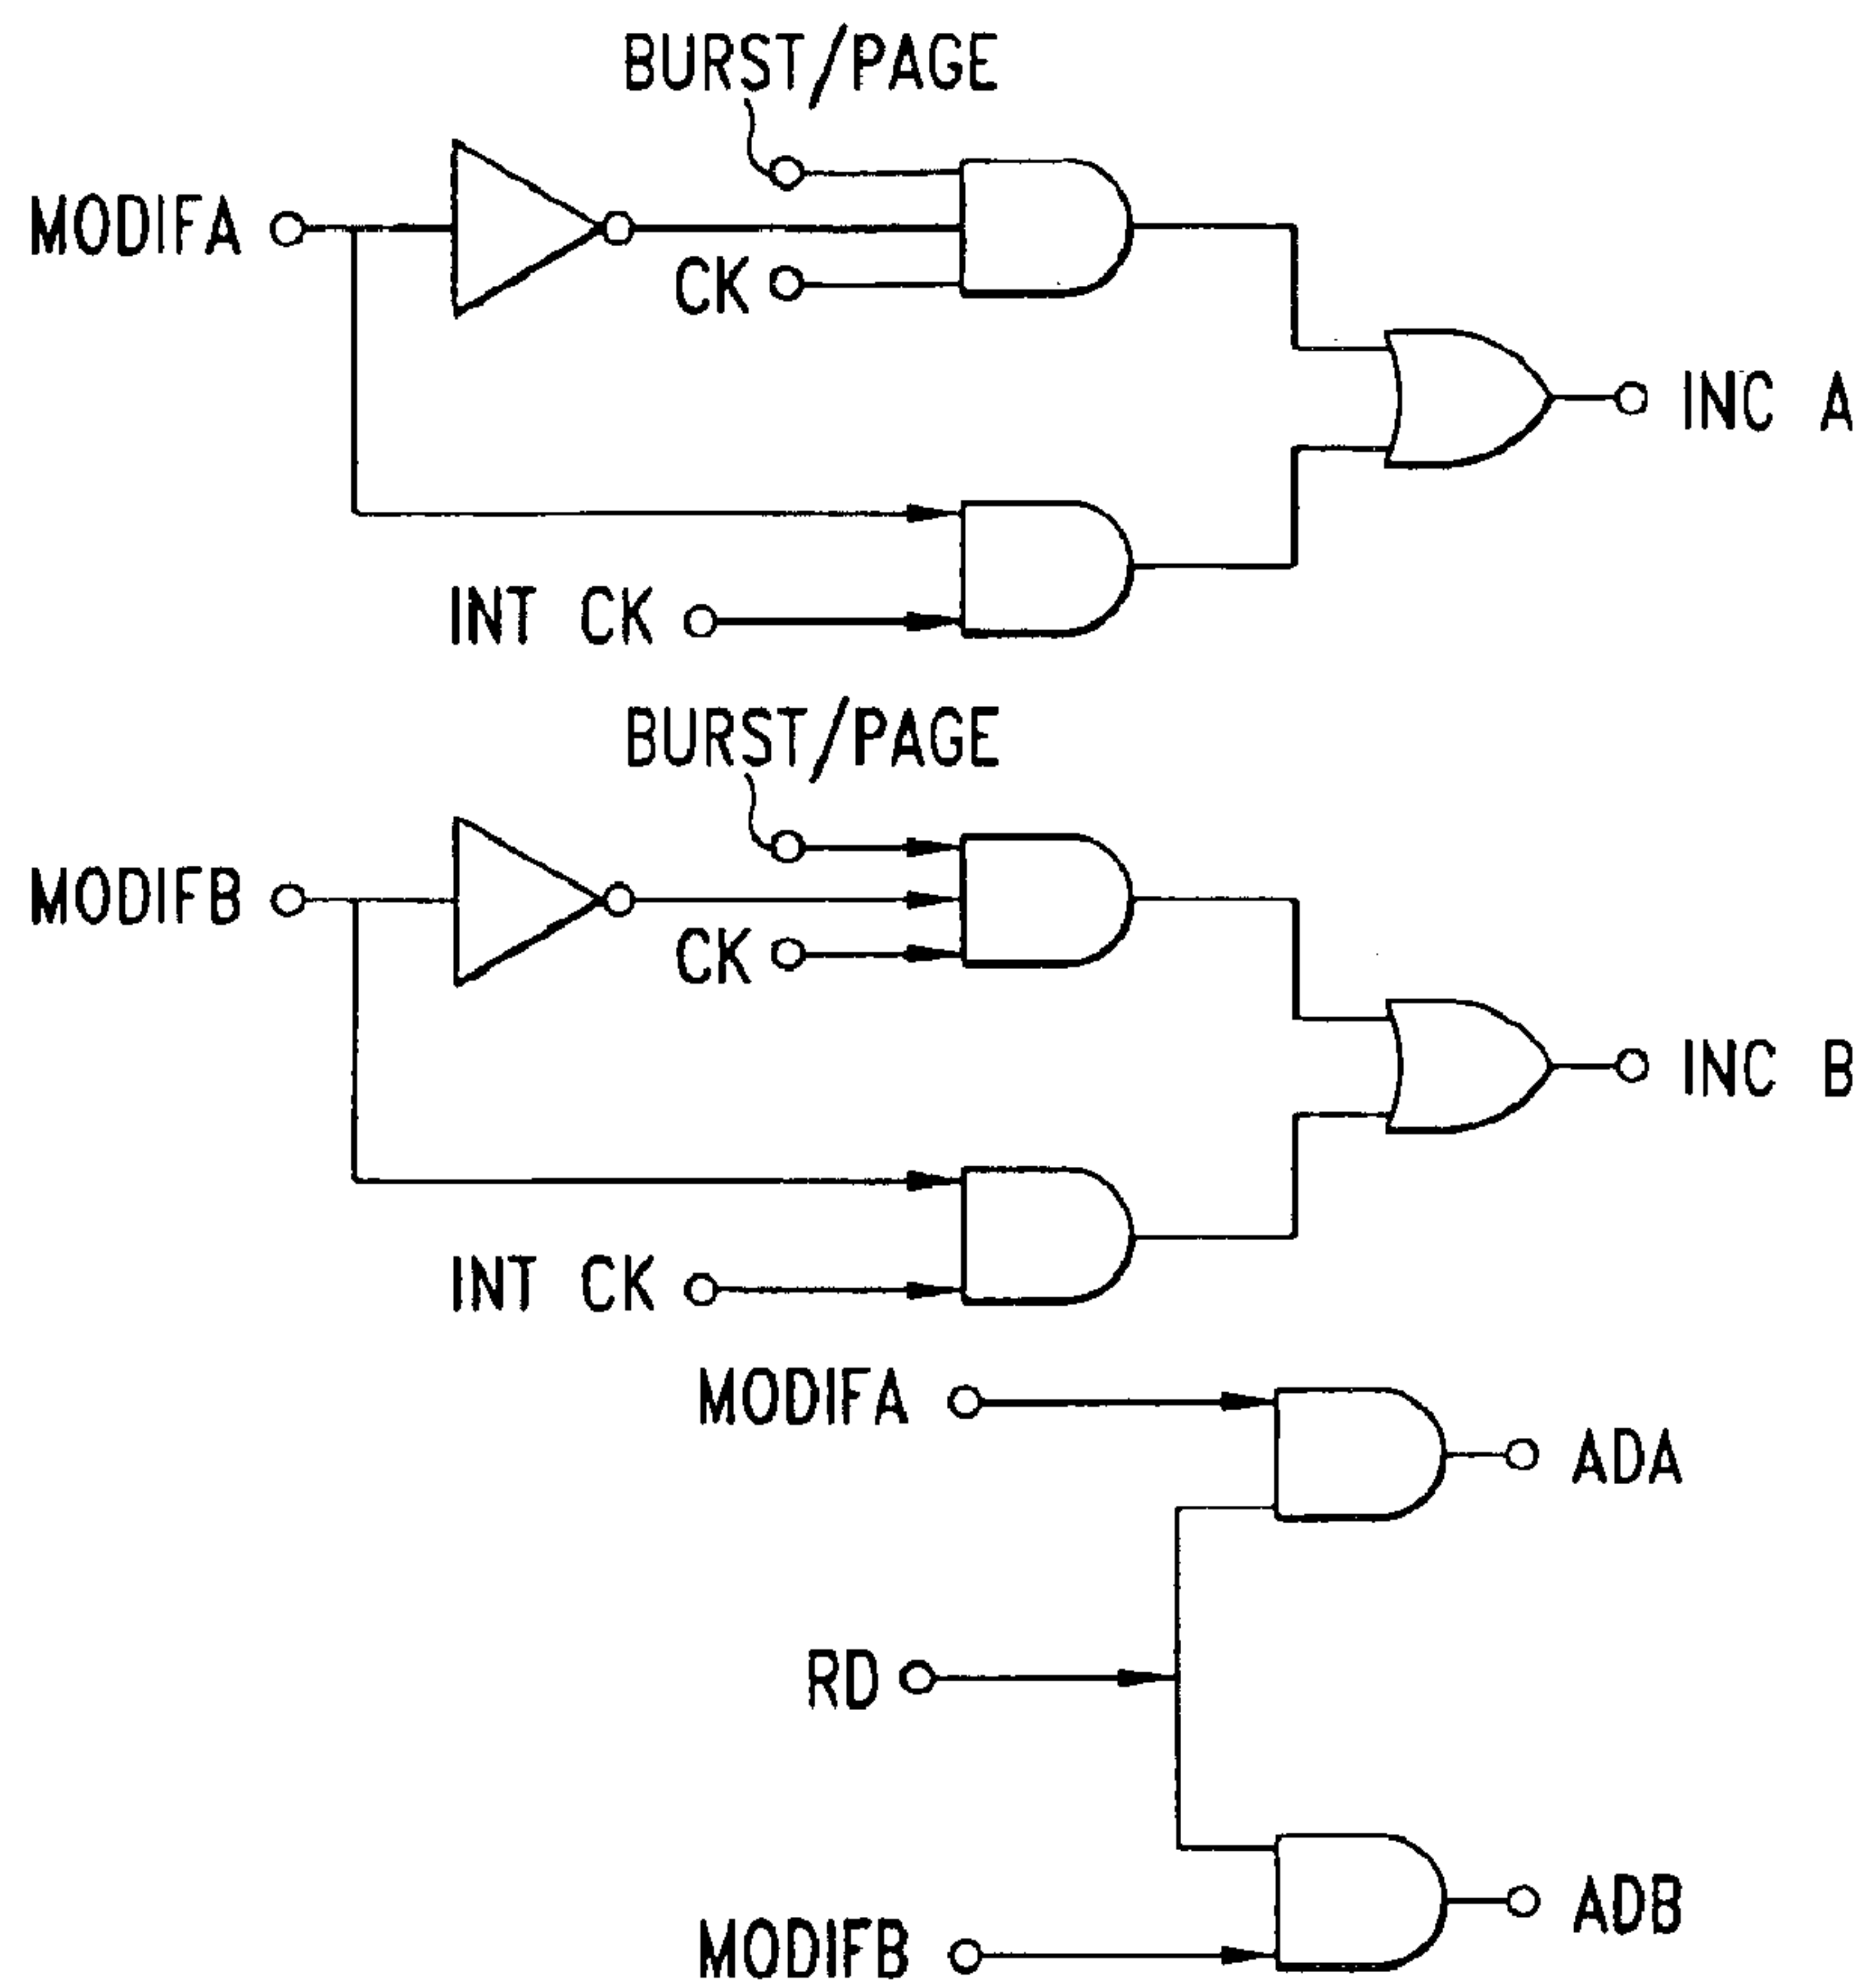 BURST/PAGE
MODIFA
CK
INC A
INT CK
BURST/PAGE
MODIFB
CK
INC B
INT CK
MODIFA
ADA
RD
ADB
MODIFB